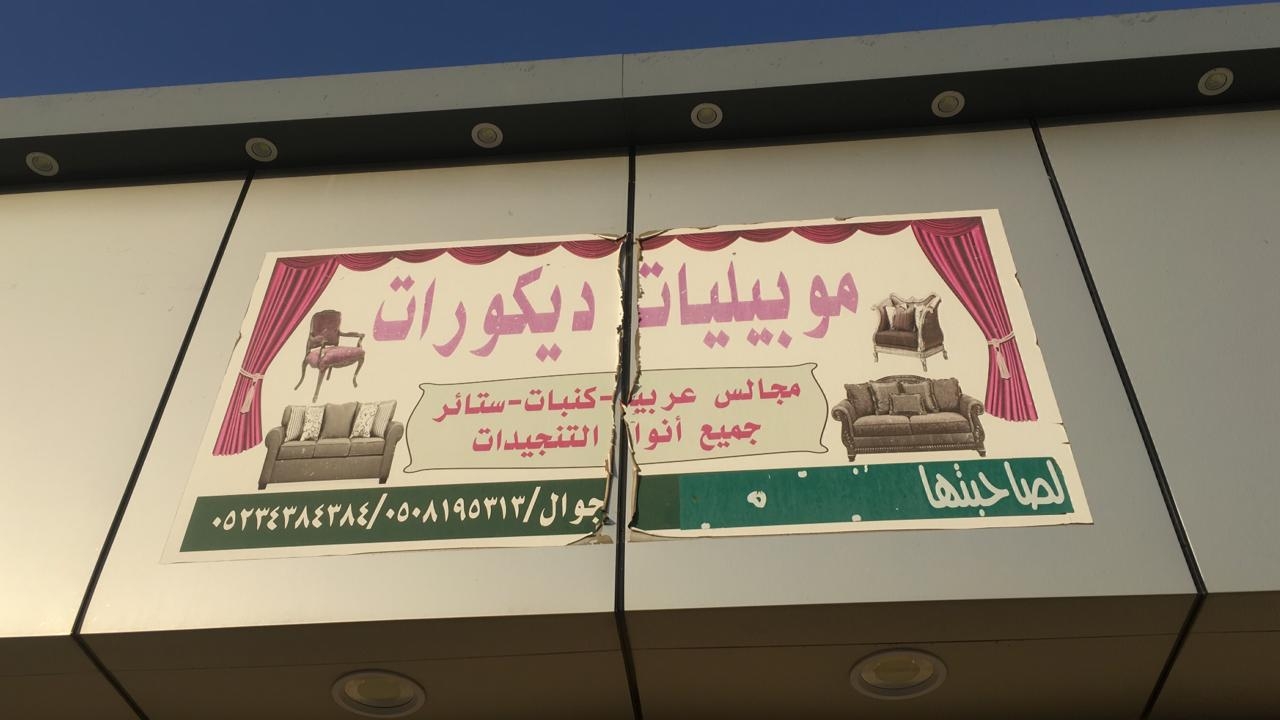 موبيليات ديكورات
مجالس عربية-كنبات-ستائر
جميع أنواع التنجيدات
لصاحبتها
جوال/٠٥٠٨١٩٥٣١٣/٠٥٢٣٤٣٨٤٣٨٤